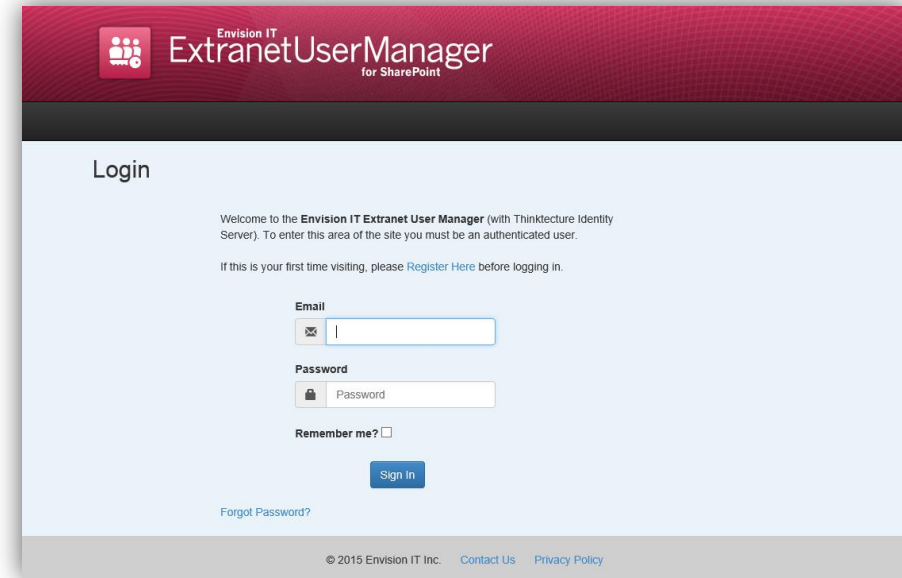 Envision IT
ExtranetUserManager
for SharePoint
Login
Welcome to the Envision IT Extranet User Manager (with Thinktecture Identity
Server). To enter this area of the site you must be an authenticated user.
If this is your first time visiting, please Register Here before logging in.
Email
Password
Password
Remember me?
Sign In
Forgot Password?
© 2015 Envision IT Inc. Contact Us Privacy Policy